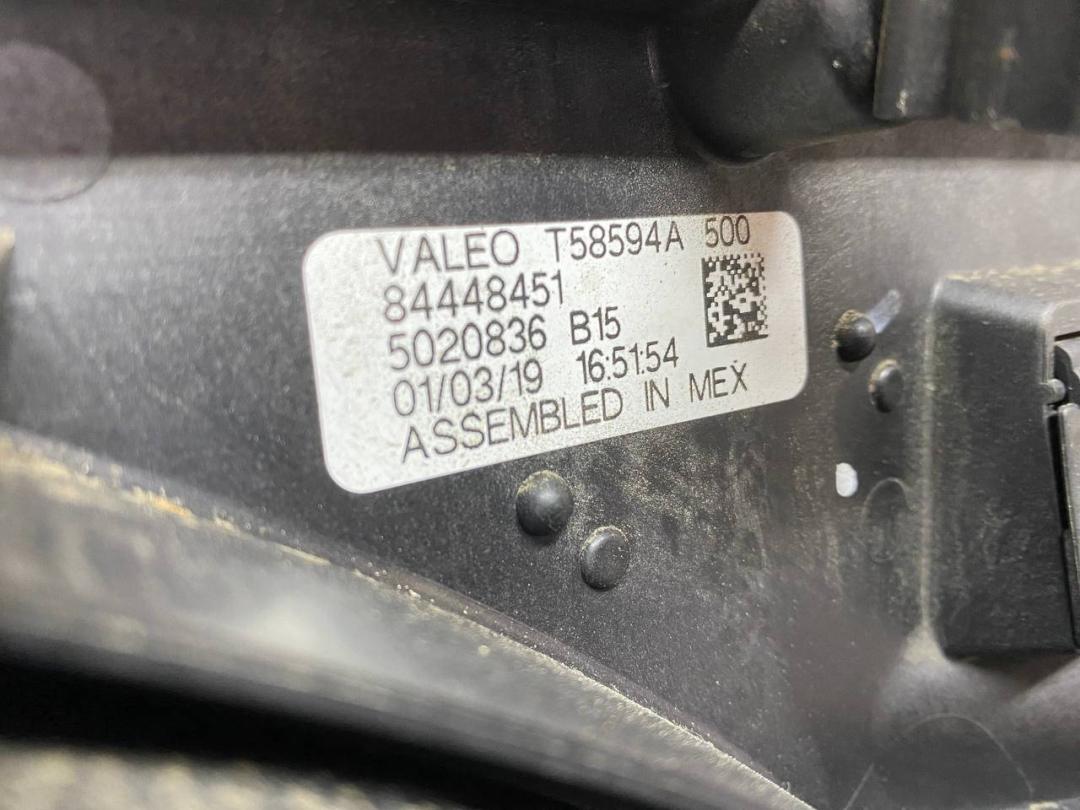 VALEO T58594A 500
84448451
5020836 B15
01/03/19 16:51:54
ASSEMBLED IN MEX